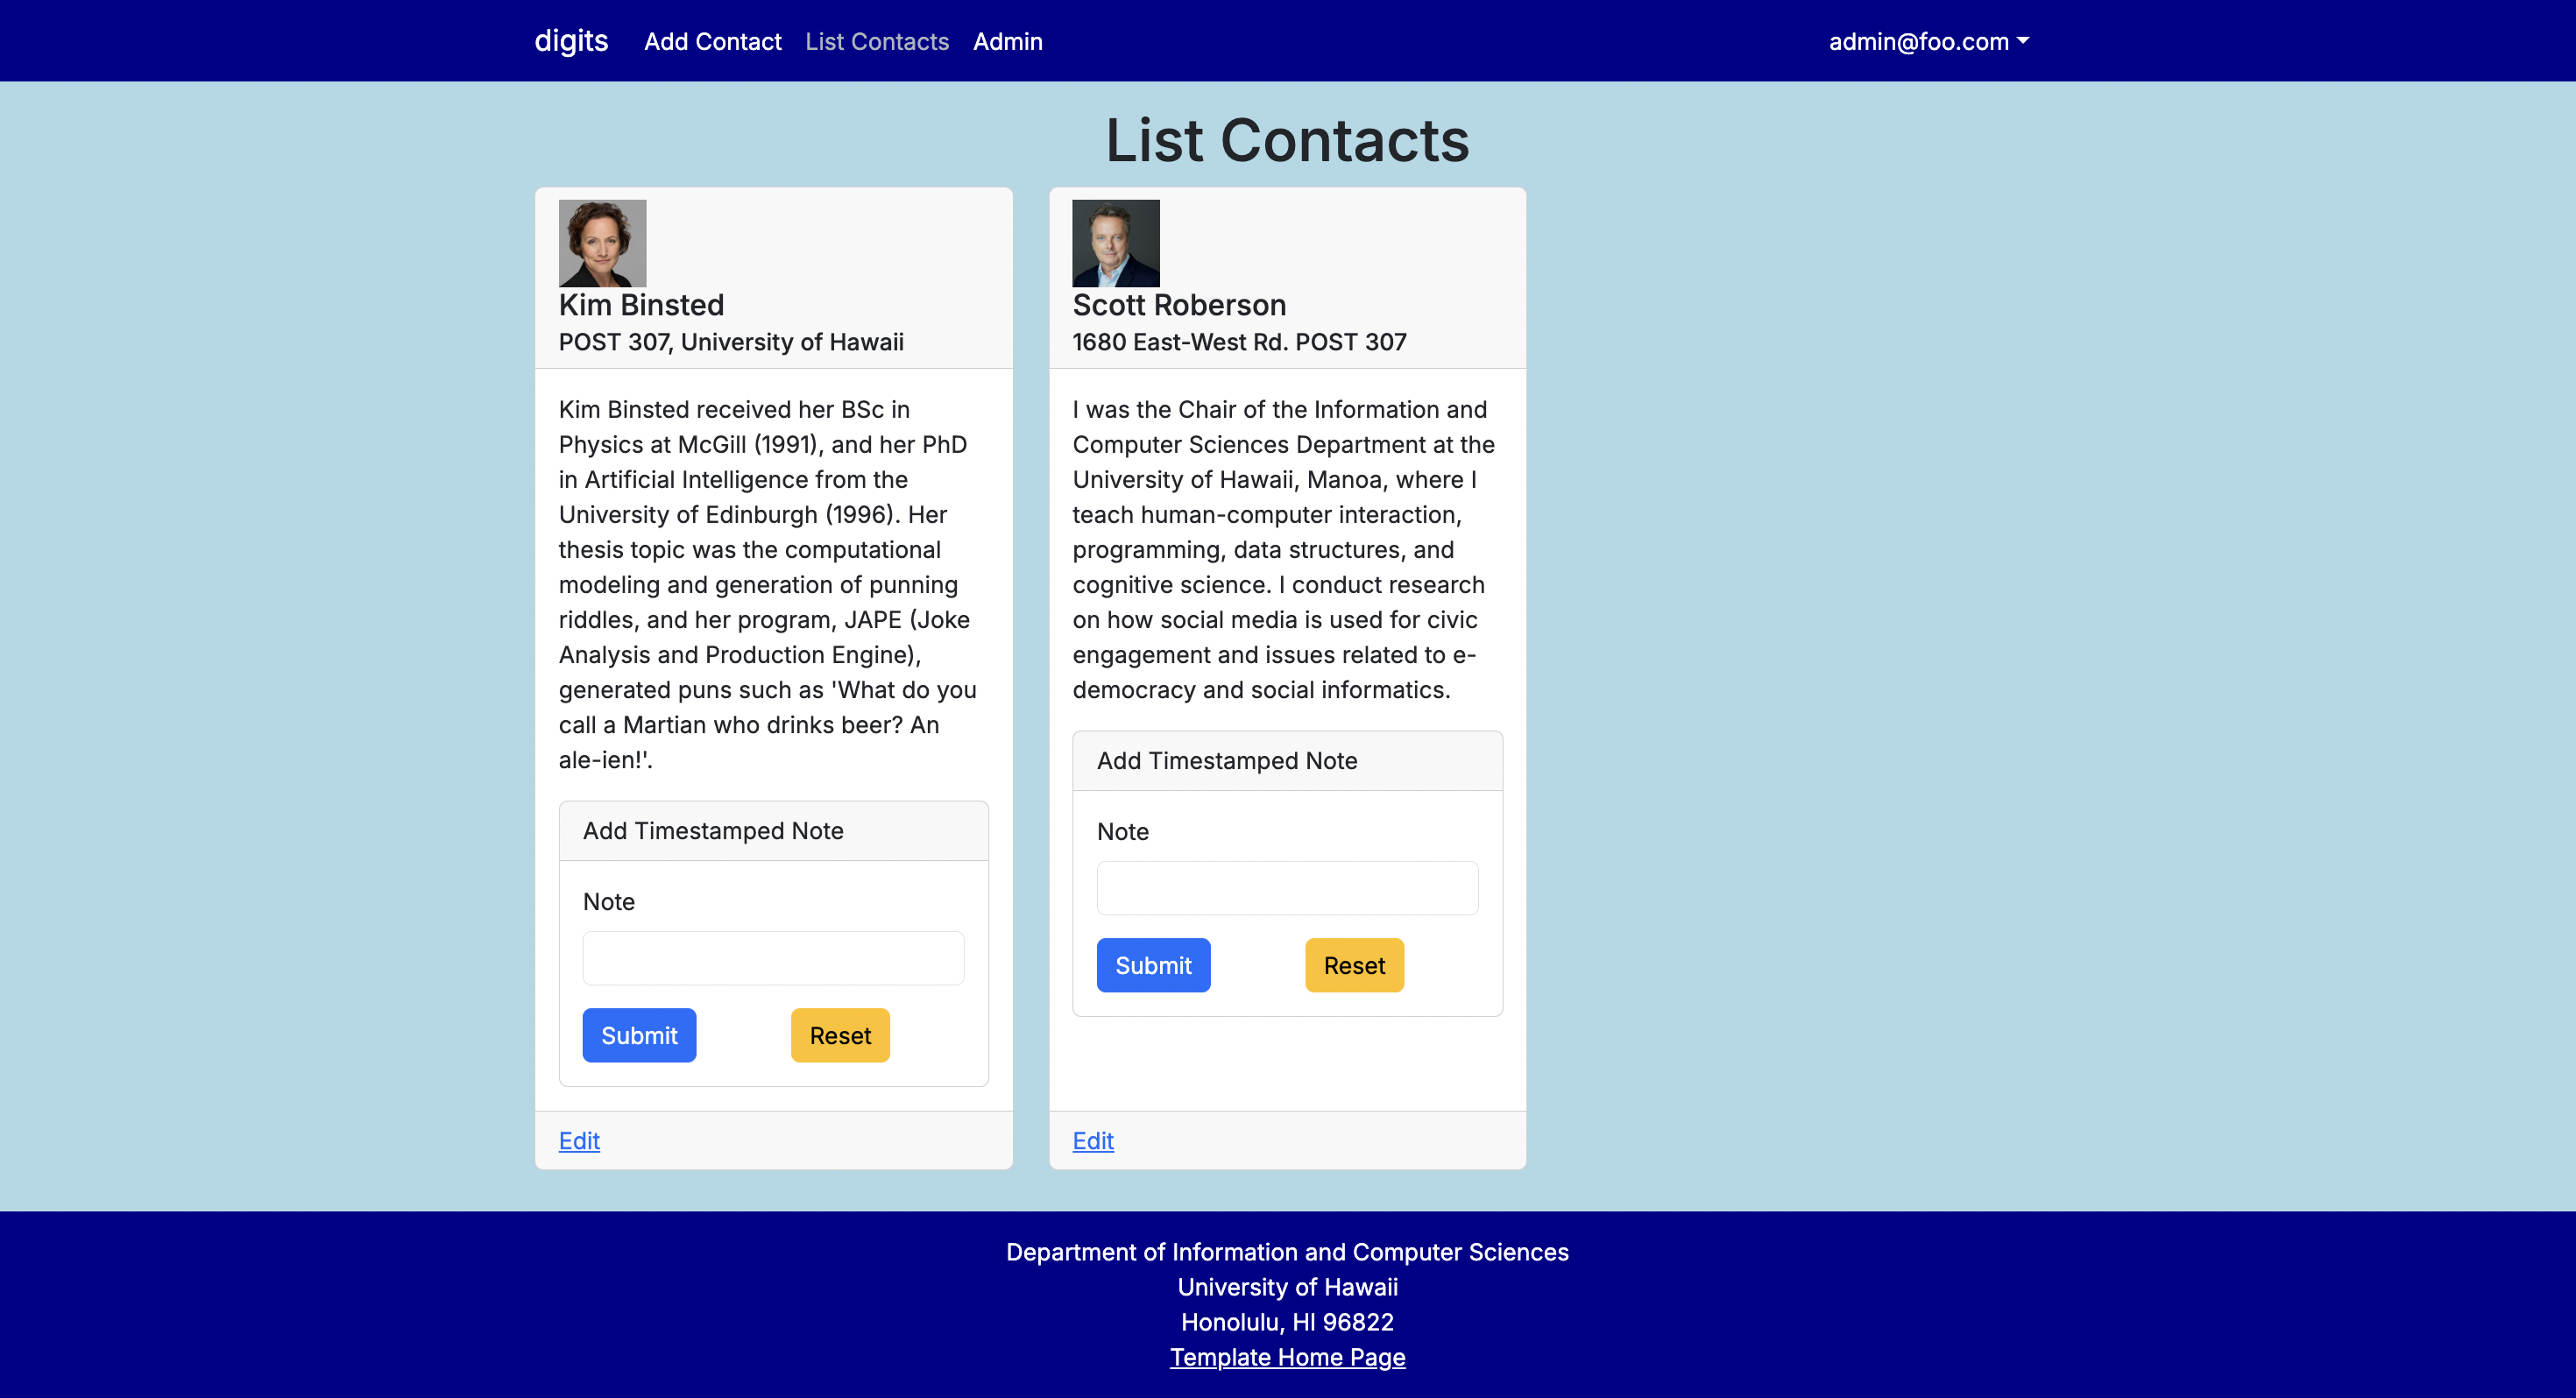 digits Add Contact List Contacts Admin admin@foo.com
List Contacts
Kim Binsted
POST 307, University of Hawaii
Kim Binsted received her BSc in
Physics at McGill (1991), and her PhD
in Artificial Intelligence from the
University of Edinburgh (1996). Her
thesis topic was the computational
modeling and generation of punning
riddles, and her program, JAPE (Joke
Analysis and Production Engine),
generated puns such as 'What do you
call a Martian who drinks beer? An
ale-ien!'.
Add Timestamped Note
Note
Submit Reset
Edit
Scott Roberson
1680 East-West Rd. POST 307
I was the Chair of the Information and
Computer Sciences Department at the
University of Hawaii, Manoa, where I
teach human-computer interaction,
programming, data structures, and
cognitive science. I conduct research
on how social media is used for civic
engagement and issues related to e-
democracy and social informatics.
Add Timestamped Note
Note
Submit Reset
Edit
Department of Information and Computer Sciences
University of Hawaii
Honolulu, HI 96822
Template Home Page